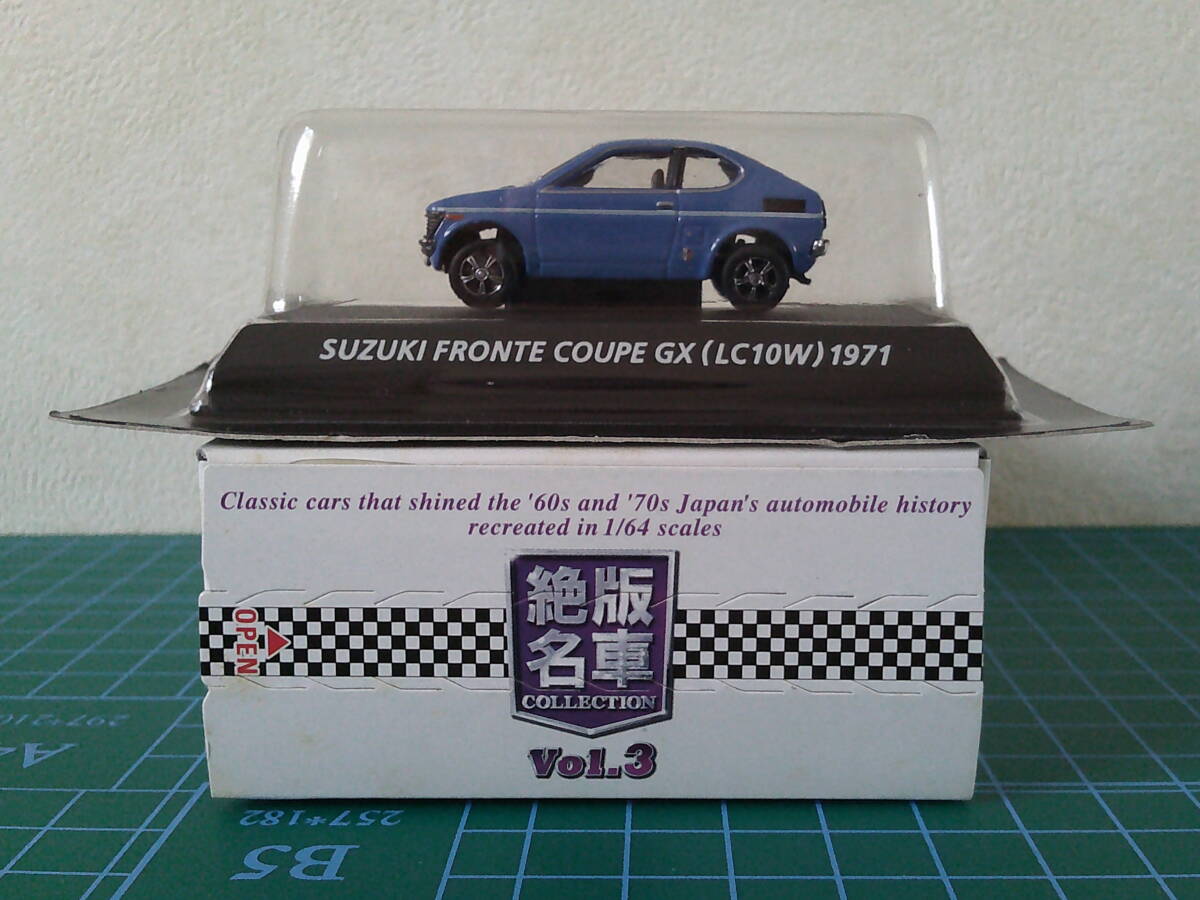 SUZUKI FRONTE COUPE GX (LC10W) 1971
Classic cars that shined the '60s and '70s Japan's automobile history
recreated in 1/64 scales
絶版
名車
COLLECTION
Vol.3
OPEN
A4
257*182
B5